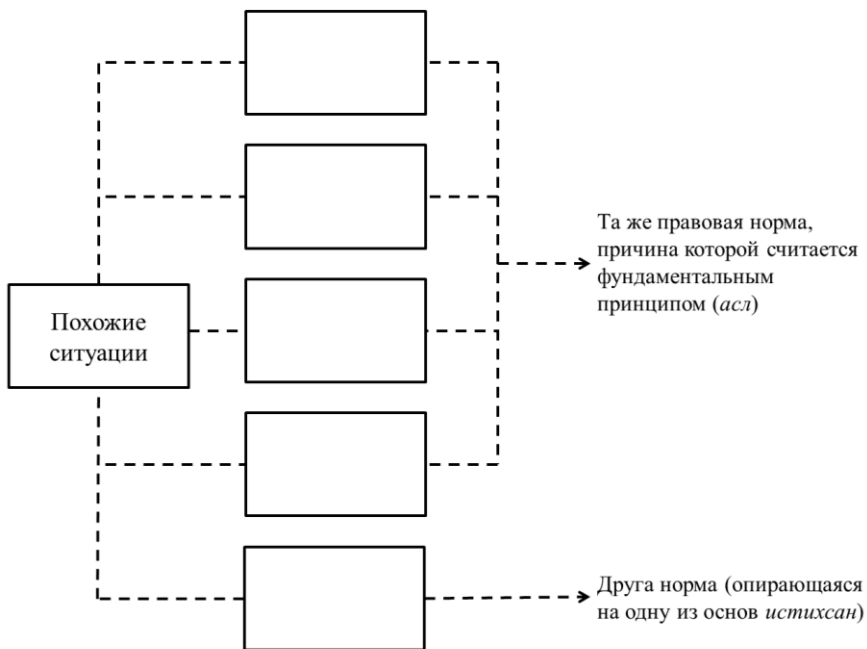 Та же правовая норма,
причина которой считается
фундаментальным
принципом (асл)
Похожие
ситуации
Друга норма (опирающаяся
на одну из основ истихсан)